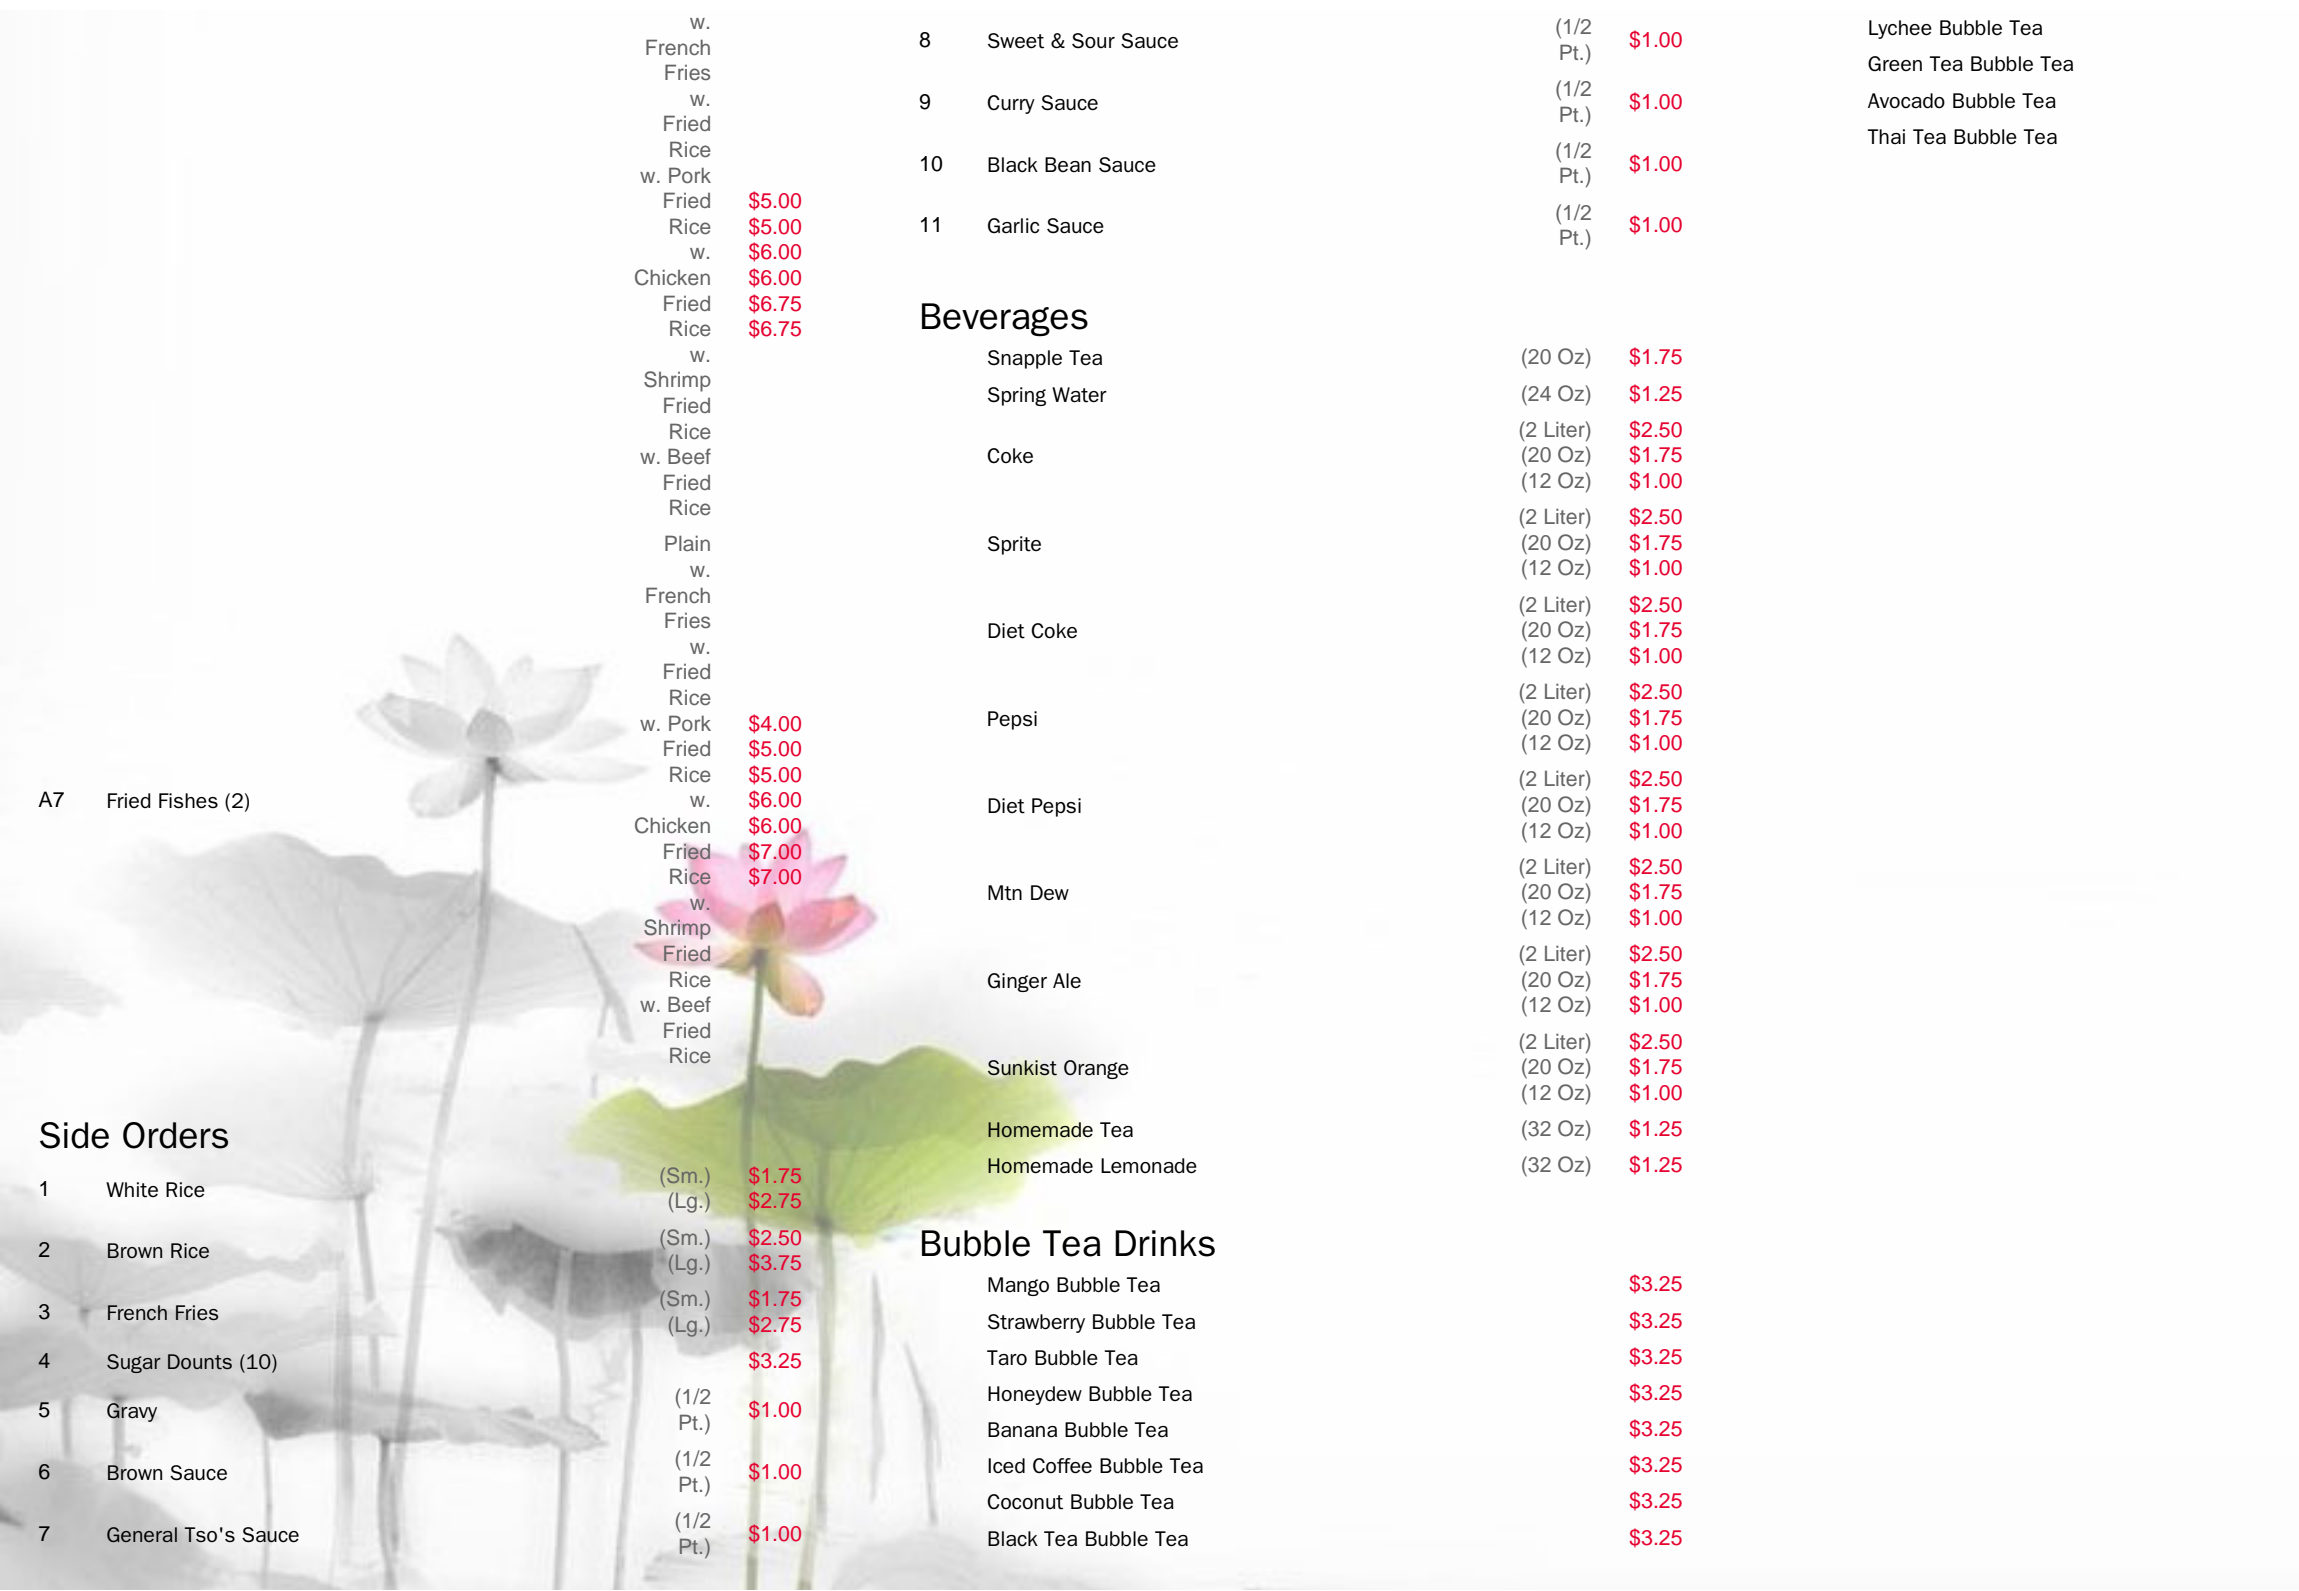 w.
French
Fries
w.
Fried
Rice
w. Pork
Fried $5.00
Rice $5.00
w. $6.00
Chicken $6.00
Fried $6.75
Rice $6.75
w.
Shrimp
Fried
Rice
w. Beef
Fried
Rice
Plain
w.
French
Fries
w.
Fried
Rice
w. Pork $4.00
Fried $5.00
Rice $5.00
A7 Fried Fishes (2) w. $6.00
Chicken $6.00
Fried $7.00
Rice $7.00
w.
Shrimp
Fried
Rice
w. Beef
Fried
Rice
Side Orders
1 White Rice (Sm.) $1.75
(Lg.) $2.75
2 Brown Rice (Sm.) $2.50
(Lg.) $3.75
3 French Fries (Sm.) $1.75
(Lg.) $2.75
4 Sugar Dounts (10) $3.25
5 Gravy (1/2
Pt.) $1.00
6 Brown Sauce (1/2
Pt.) $1.00
7 General Tso's Sauce (1/2
Pt.) $1.00
8 Sweet & Sour Sauce (1/2
Pt.) $1.00
9 Curry Sauce (1/2
Pt.) $1.00
10 Black Bean Sauce (1/2
Pt.) $1.00
11 Garlic Sauce (1/2
Pt.) $1.00
Beverages
Snapple Tea (20 Oz) $1.75
Spring Water (24 Oz) $1.25
(2 Liter) $2.50
Coke (20 Oz) $1.75
(12 Oz) $1.00
(2 Liter) $2.50
Sprite (20 Oz) $1.75
(12 Oz) $1.00
(2 Liter) $2.50
Diet Coke (20 Oz) $1.75
(12 Oz) $1.00
(2 Liter) $2.50
Pepsi (20 Oz) $1.75
(12 Oz) $1.00
(2 Liter) $2.50
Diet Pepsi (20 Oz) $1.75
(12 Oz) $1.00
(2 Liter) $2.50
Mtn Dew (20 Oz) $1.75
(12 Oz) $1.00
(2 Liter) $2.50
Ginger Ale (20 Oz) $1.75
(12 Oz) $1.00
(2 Liter) $2.50
Sunkist Orange (20 Oz) $1.75
(12 Oz) $1.00
Homemade Tea (32 Oz) $1.25
Homemade Lemonade (32 Oz) $1.25
Bubble Tea Drinks
Mango Bubble Tea $3.25
Strawberry Bubble Tea $3.25
Taro Bubble Tea $3.25
Honeydew Bubble Tea $3.25
Banana Bubble Tea $3.25
Iced Coffee Bubble Tea $3.25
Coconut Bubble Tea $3.25
Black Tea Bubble Tea $3.25
Lychee Bubble Tea
Green Tea Bubble Tea
Avocado Bubble Tea
Thai Tea Bubble Tea